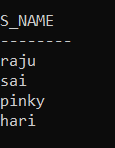 S_NAME
--------
raju
sai
pinky
hari